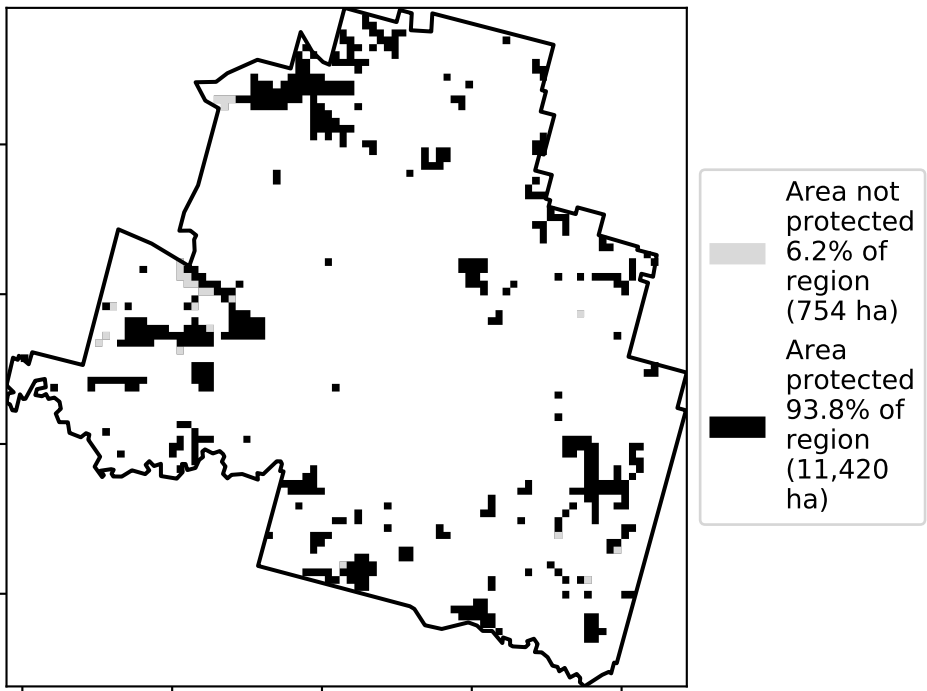 Area not
protected
6.2% of
region
(754 ha)
Area
protected
93.8% of
region
(11,420
ha)